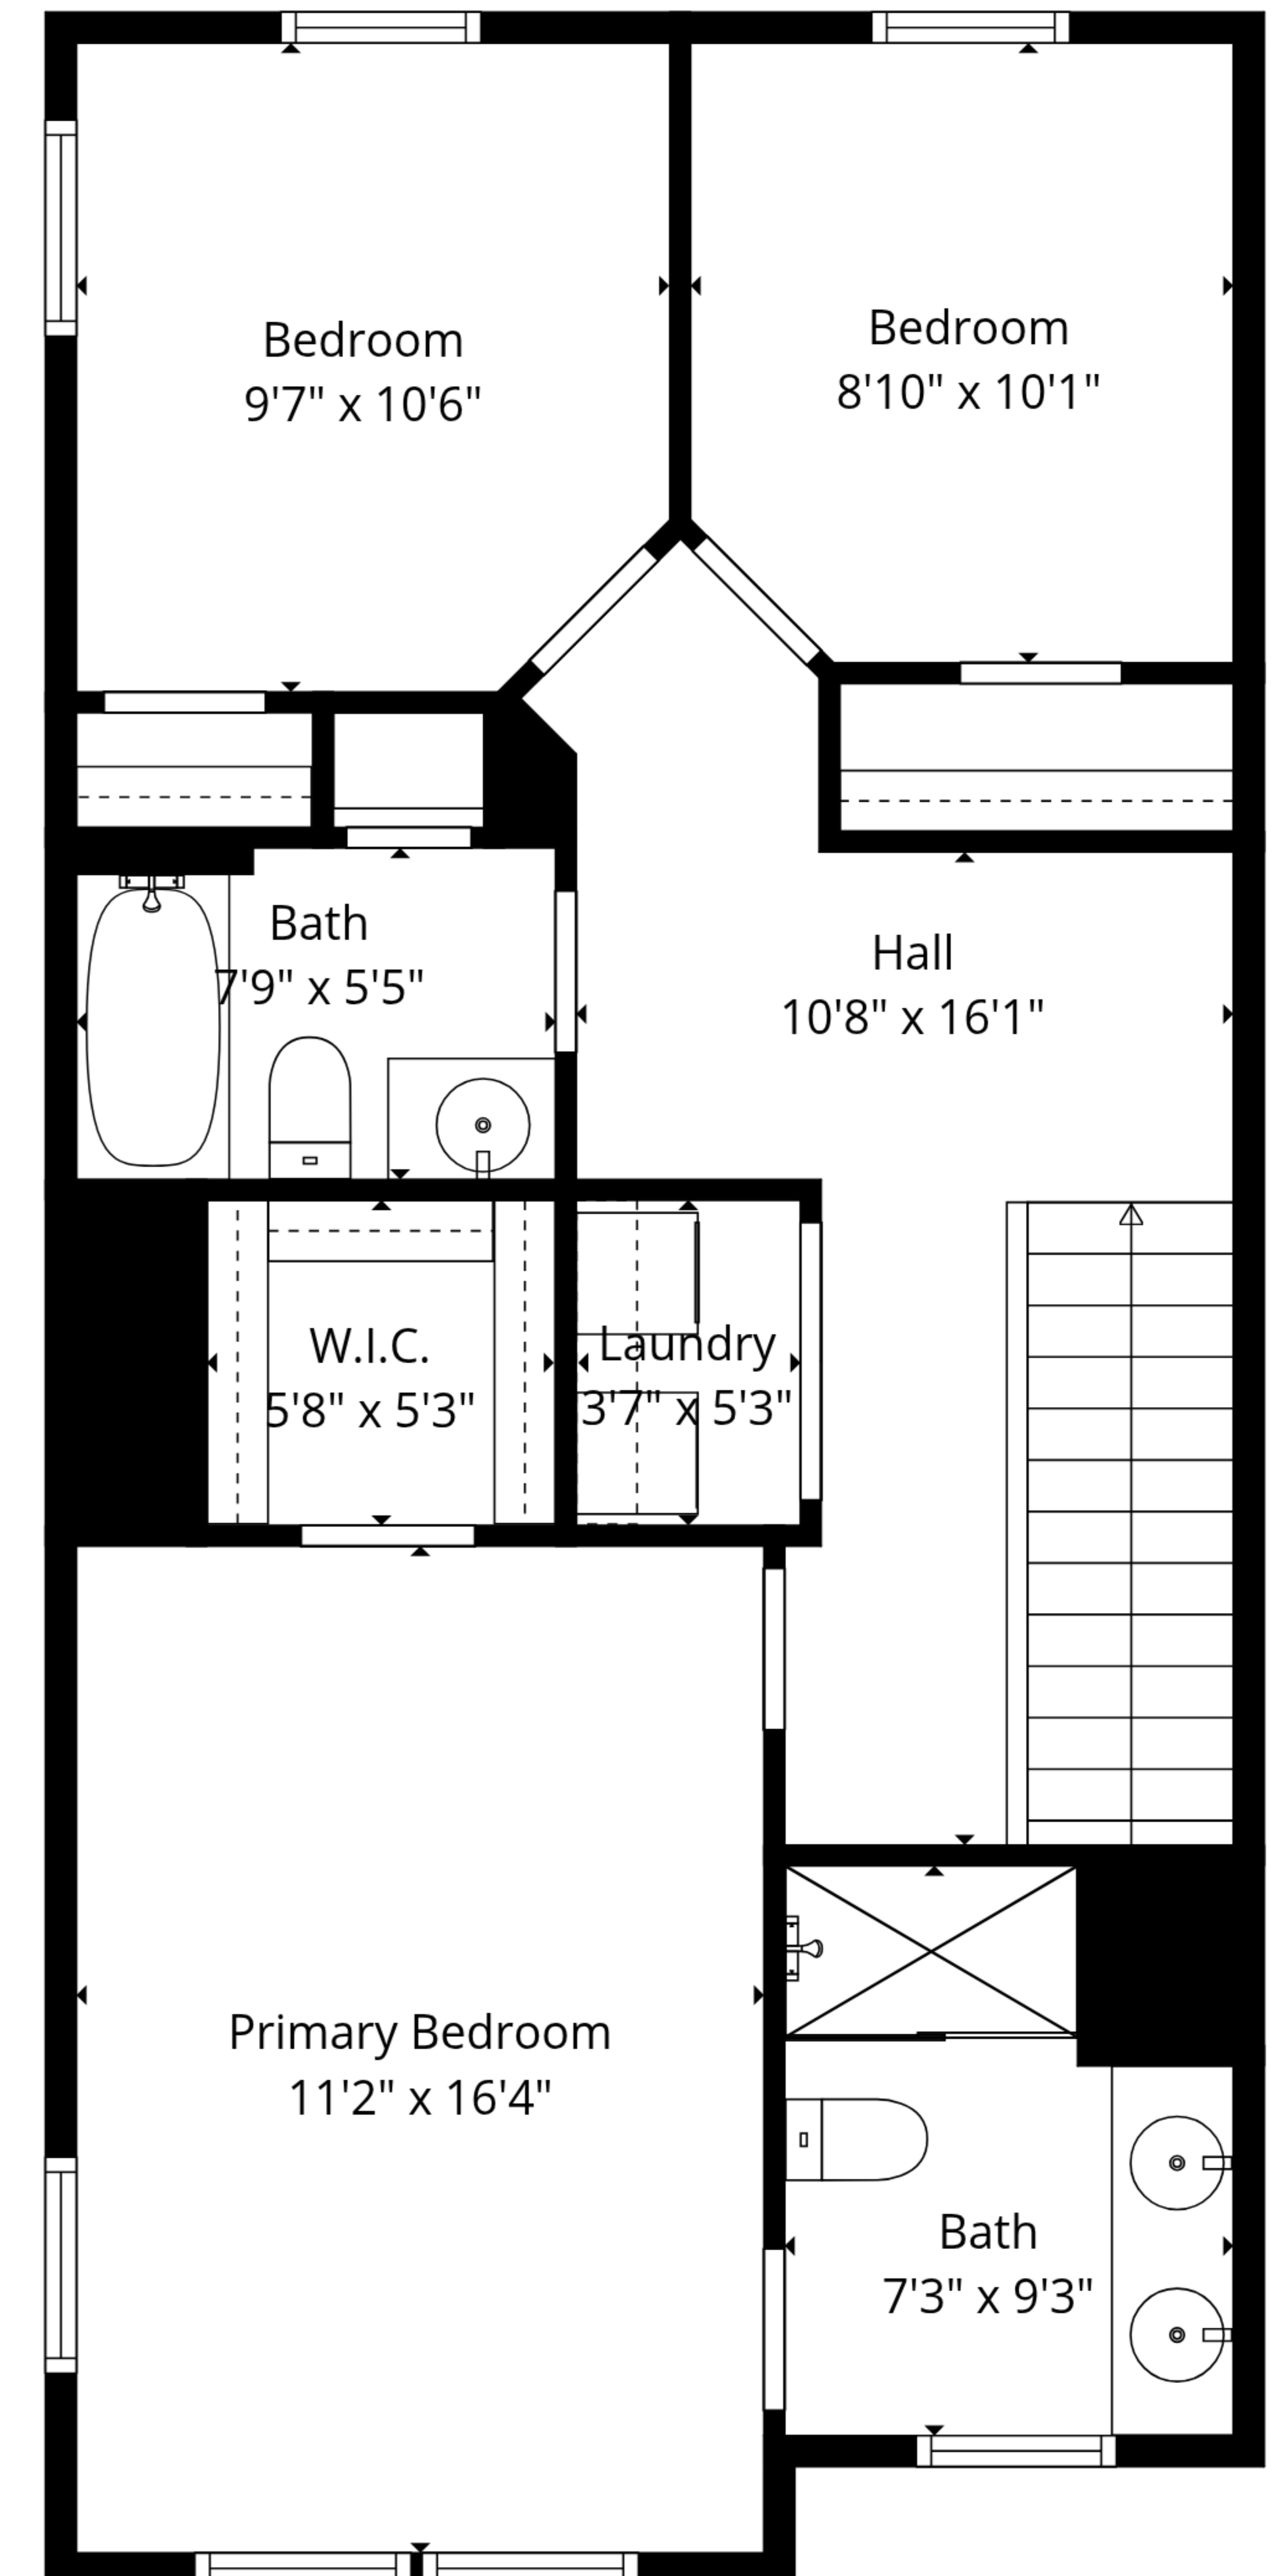 Bedroom
9'7" x 10'6"
Bedroom
8'10" x 10'1"
Bath
7'9" x 5'5"
Hall
10'8" x 16'1"
W.I.C.
5'8" x 5'3"
Laundry
3'7" x 5'3"
Primary Bedroom
11'2" x 16'4"
Bath
7'3" x 9'3"